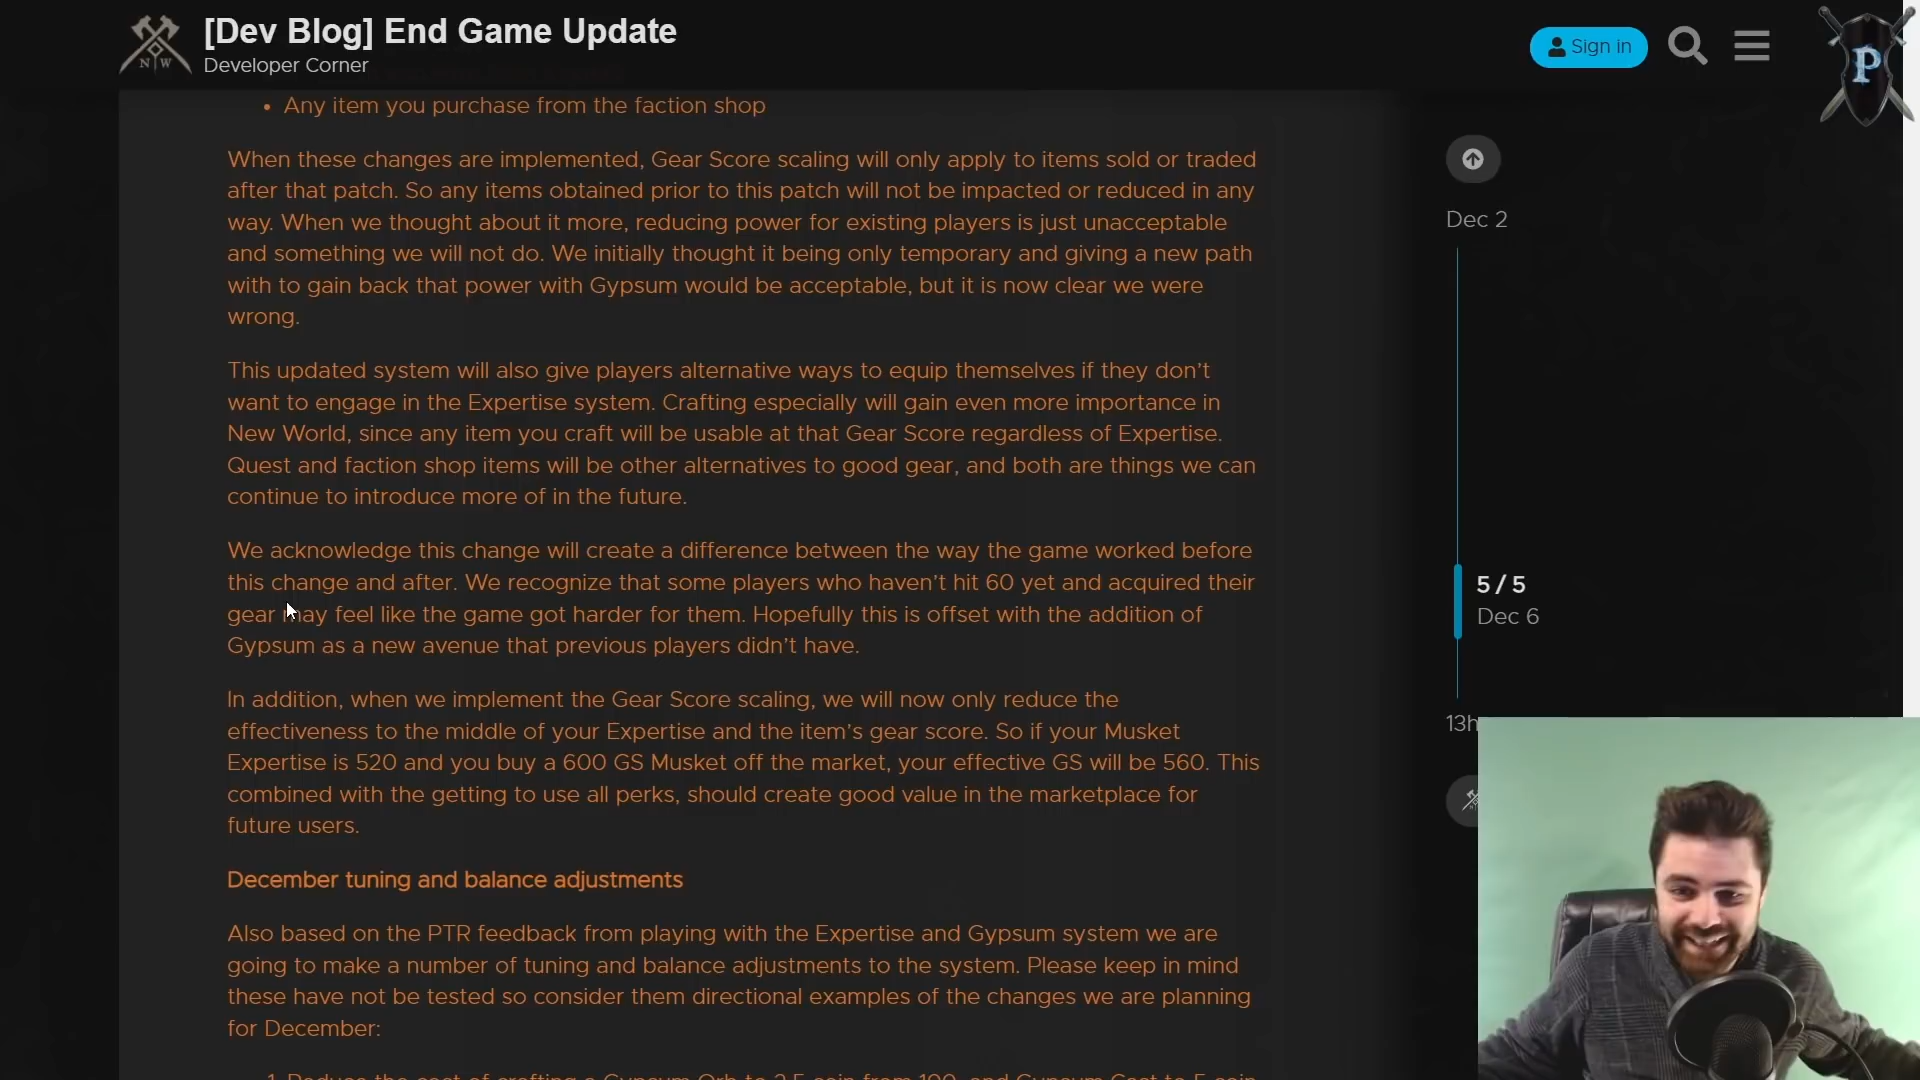 [Dev Blog] End Game Update
Developer Corner
Sign In
N W
P
Any item you purchase from the faction shop
When these changes are implemented, Gear Score scaling will only apply to items sold or traded
after that patch. So any items obtained prior to this patch will not be impacted or reduced in any
way. When we thought about it more, reducing power for existing players is just unacceptable
and something we will not do. We initially thought it being only temporary and giving a new path
with to gain back that power with Gypsum would be acceptable, but it is now clear we were
wrong.
This updated system will also give players alternative ways to equip themselves if they don't
want to engage in the Expertise system. Crafting especially will gain even more importance in
New World, since any item you craft will be usable at that Gear Score regardless of Expertise.
Quest and faction shop items will be other alternatives to good gear, and both are things we can
continue to introduce more of in the future.
We acknowledge this change will create a difference between the way the game worked before
this change and after. We recognize that some players who haven't hit 60 yet and acquired their
gear may feel like the game got harder for them. Hopefully this is offset with the addition of
Gypsum as a new avenue that previous players didn't have.
In addition, when we implement the Gear Score scaling, we will now only reduce the
effectiveness to the middle of your Expertise and the item's gear score. So if your Musket
Expertise is 520 and you buy a 600 GS Musket off the market, your effective GS will be 560. This
combined with the getting to use all perks, should create good value in the marketplace for
future users.
December tuning and balance adjustments
Also based on the PTR feedback from playing with the Expertise and Gypsum system we are
going to make a number of tuning and balance adjustments to the system. Please keep in mind
these have not be tested so consider them directional examples of the changes we are planning
for December:
1. Reduce the cost of crafting a Gypsum Orb to
Dec 2
5 / 5
Dec 6
13h